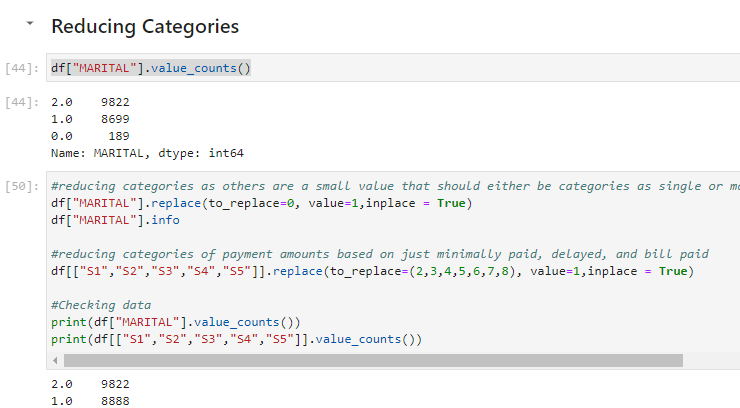 Reducing Categories
[44]: df["MARITAL"].value_counts()
[44]: 2.0    9822
1.0    8699
0.0     189
Name: MARITAL, dtype: int64
[50]: #reducing categories as others are a small value that should either be categories as single or
df["MARITAL"].replace(to_replace=0, value=1,inplace = True)
df["MARITAL"].info
#reducing categories of payment amounts based on just minimally paid, delayed, and bill paid
df[["S1","S2","S3","S4","S5"]].replace(to_replace=(2,3,4,5,6,7,8), value=1,inplace = True)
#Checking data
print(df["MARITAL"].value_counts())
print(df[["S1","S2","S3","S4","S5"]].value_counts())
2.0    9822
1.0    8888